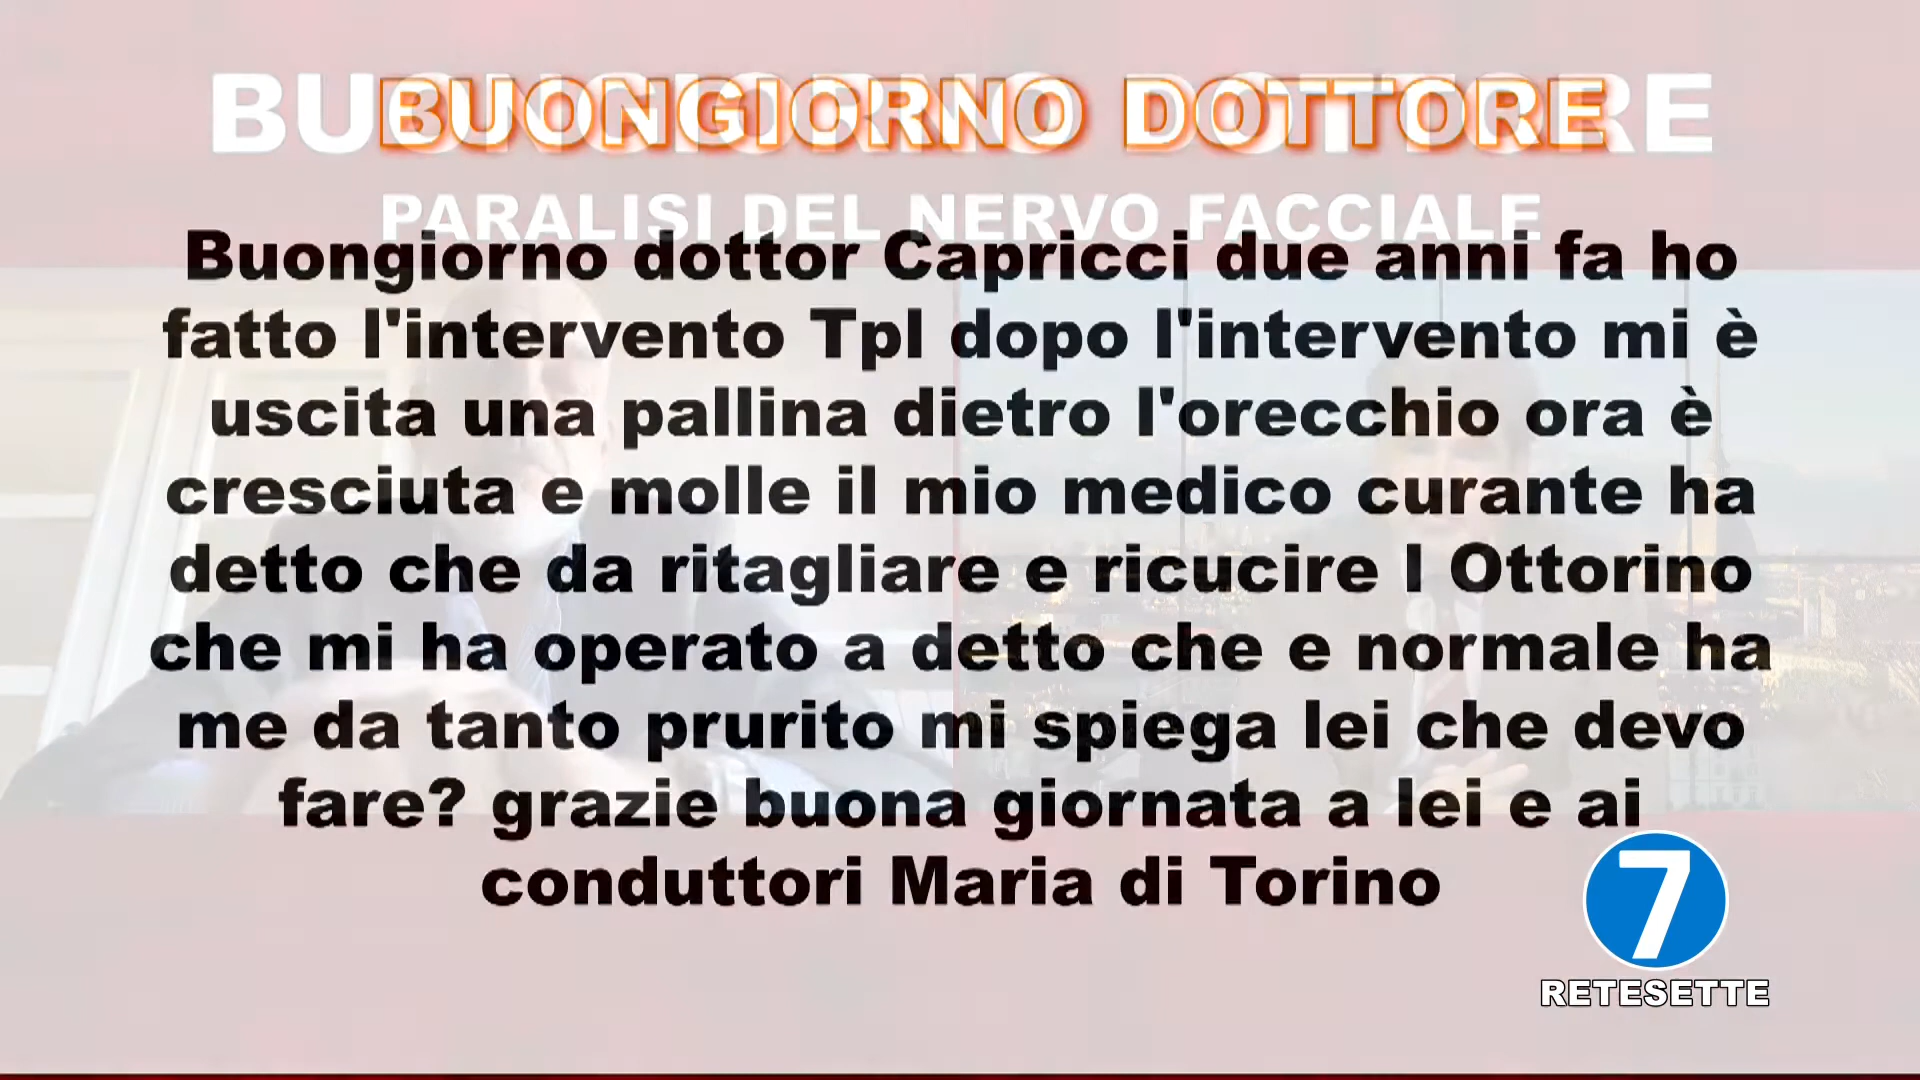 BUONGIORNO DOTTORE
BUONGIORNO DOTTORE
PARALISI DEL NERVO FACCIALE
Buongiorno dottor Capricci due anni fa ho
fatto l'intervento Tpl dopo l'intervento mi è
uscita una pallina dietro l'orecchio ora è
cresciuta e molle il mio medico curante ha
detto che da ritagliare e ricucire l Ottorino
che mi ha operato a detto che e normale ha
me da tanto prurito mi spiega lei che devo
fare? grazie buona giornata a lei e ai
conduttori Maria di Torino
7
RETESETTE